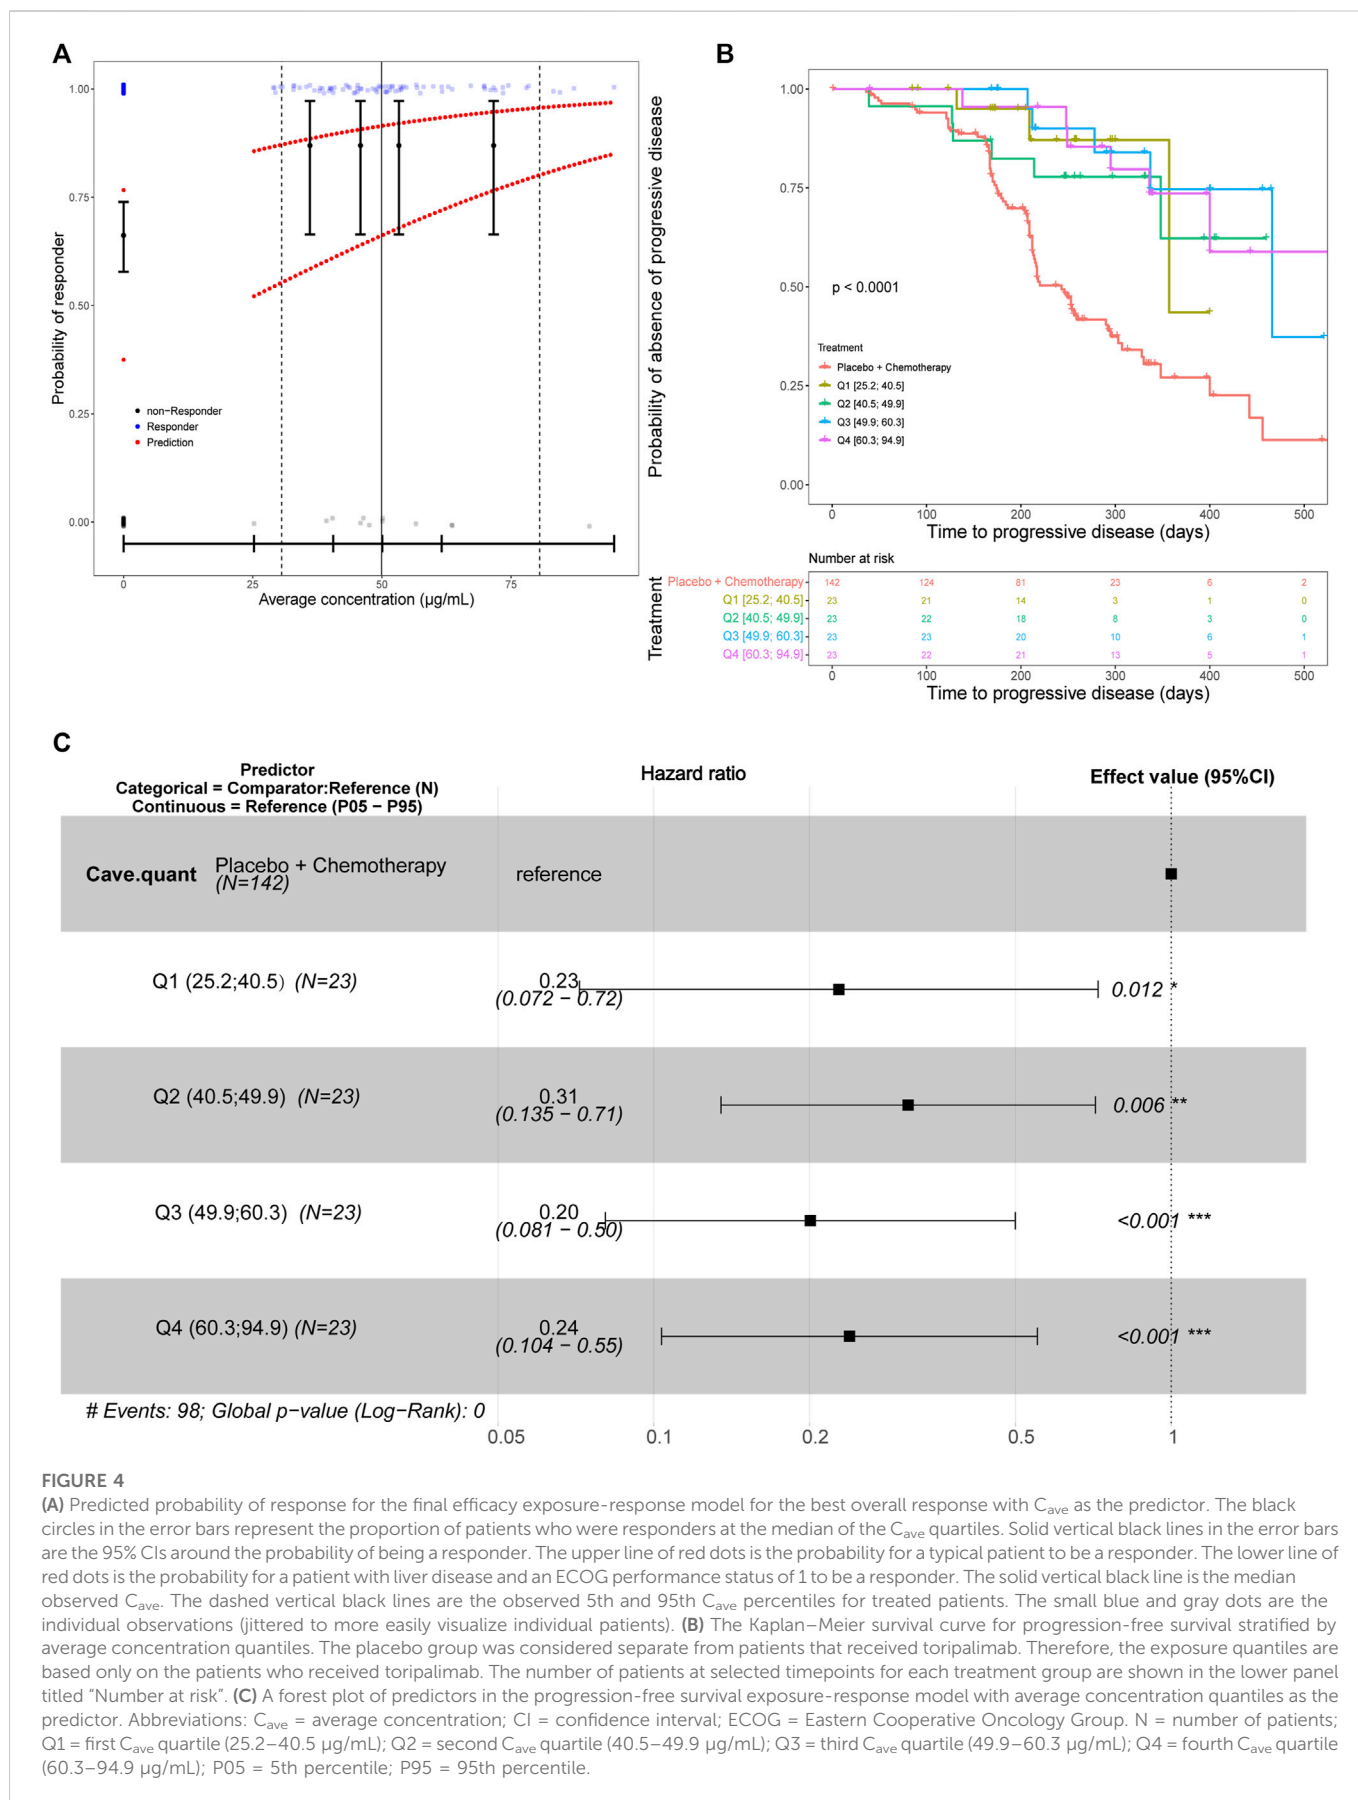 A
Probability of responder
1.00
0.75
0.50
0.25
0.00
non−Responder
Responder
Prediction
0
25
50
75
Average concentration (µg/mL)
B
Probability of absence of progressive disease
1.00
0.75
0.50
0.25
0.00
p < 0.0001
Treatment
Placebo + Chemotherapy
Q1 [25.2; 40.5]
Q2 [40.5; 49.9]
Q3 [49.9; 60.3]
Q4 [60.3; 94.9]
0 100 200 300 400 500
Time to progressive disease (days)
Number at risk
Treatment
Placebo + Chemotherapy 142 124 81 23 6 2
Q1 [25.2; 40.5] 23 21 14 3 1 0
Q2 [40.5; 49.9] 23 22 18 8 3 0
Q3 [49.9; 60.3] 23 23 20 10 6 1
Q4 [60.3; 94.9] 23 22 21 13 5 1
0 100 200 300 400 500
Time to progressive disease (days)
C
Predictor
Categorical = Comparator:Reference (N)
Continuous = Reference (P05 − P95)
Hazard ratio
Effect value (95%CI)
Cave.quant Placebo + Chemotherapy
(N=142)
reference
Q1 (25.2;40.5) (N=23) 0.23
(0.072 − 0.72)
0.012 *
Q2 (40.5;49.9) (N=23) 0.31
(0.135 − 0.71)
0.006 **
Q3 (49.9;60.3) (N=23) 0.20
(0.081 − 0.50)
<0.001 ***
Q4 (60.3;94.9) (N=23) 0.24
(0.104 − 0.55)
<0.001 ***
# Events: 98; Global p−value (Log−Rank): 0
0.05 0.1 0.2 0.5 1
FIGURE 4
(A) Predicted probability of response for the final efficacy exposure-response model for the best overall response with Cave as the predictor. The black
circles in the error bars represent the proportion of patients who were responders at the median of the Cave quartiles. Solid vertical black lines in the error bars
are the 95% CIs around the probability of being a responder. The upper line of red dots is the probability for a typical patient to be a responder. The lower line of
red dots is the probability for a patient with liver disease and an ECOG performance status of 1 to be a responder. The solid vertical black line is the median
observed Cave. The dashed vertical black lines are the observed 5th and 95th Cave percentiles for treated patients. The small blue and gray dots are the
individual observations (jittered to more easily visualize individual patients). (B) The Kaplan–Meier survival curve for progression-free survival stratified by
average concentration quantiles. The placebo group was considered separate from patients that received toripalimab. Therefore, the exposure quantiles are
based only on the patients who received toripalimab. The number of patients at selected timepoints for each treatment group are shown in the lower panel
titled “Number at risk”. (C) A forest plot of predictors in the progression-free survival exposure-response model with average concentration quantiles as the
predictor. Abbreviations: Cave = average concentration; CI = confidence interval; ECOG = Eastern Cooperative Oncology Group. N = number of patients;
Q1 = first Cave quartile (25.2–40.5 µg/mL); Q2 = second Cave quartile (40.5–49.9 µg/mL); Q3 = third Cave quartile (49.9–60.3 µg/mL); Q4 = fourth Cave quartile
(60.3–94.9 µg/mL); P05 = 5th percentile; P95 = 95th percentile.